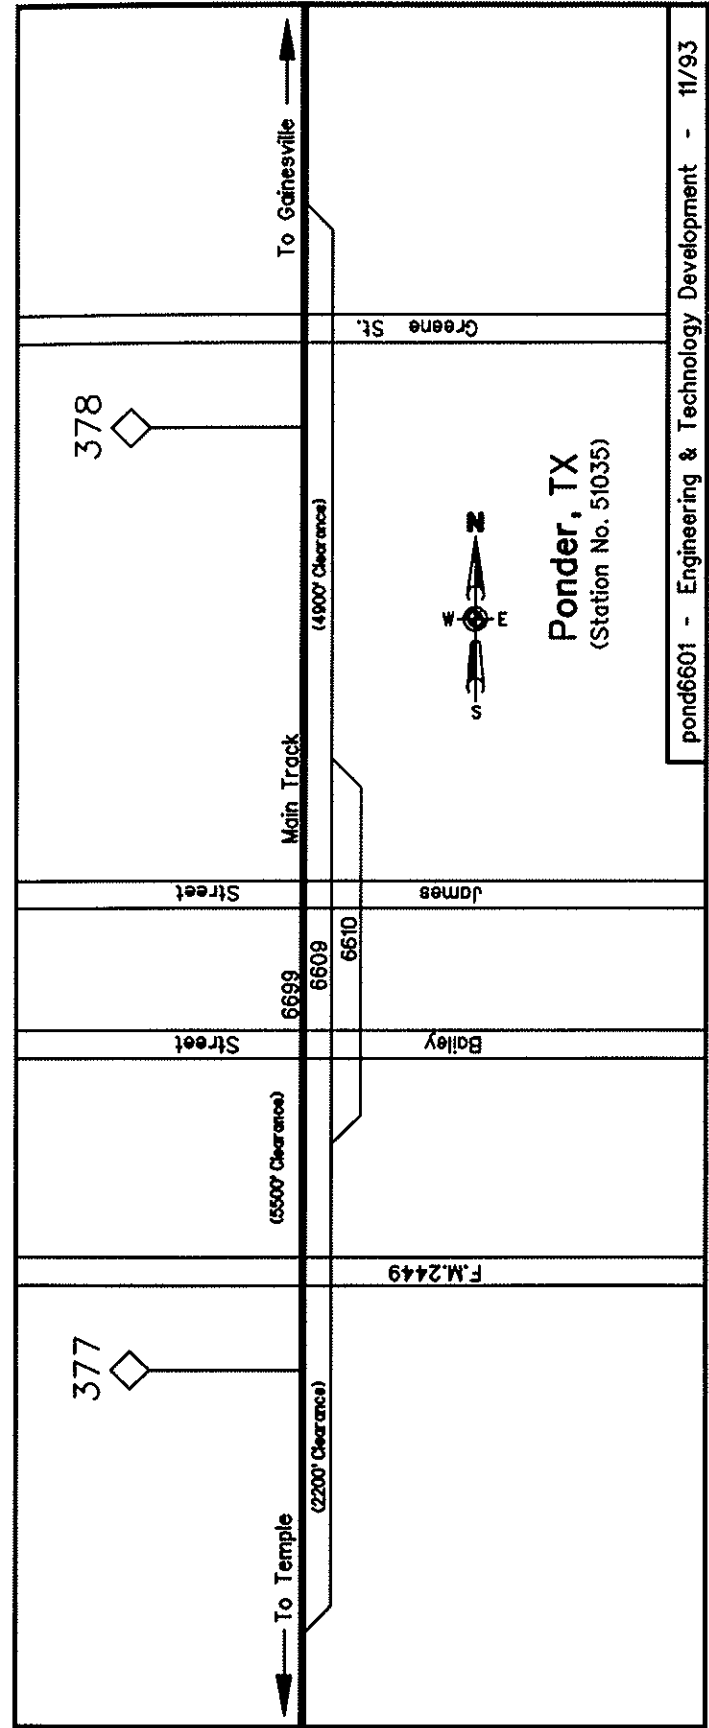 To Temple
377
(2200' Clearance)
F.M.2449
(5500' Clearance)
Street
Bailey
6699
6609
6610
Street
James
Main Track
(4900' Clearance)
378
Greene St.
To Gainesville
N
W
E
S
Ponder, TX
(Station No. 51035)
pond6601 - Engineering & Technology Development - 11/93